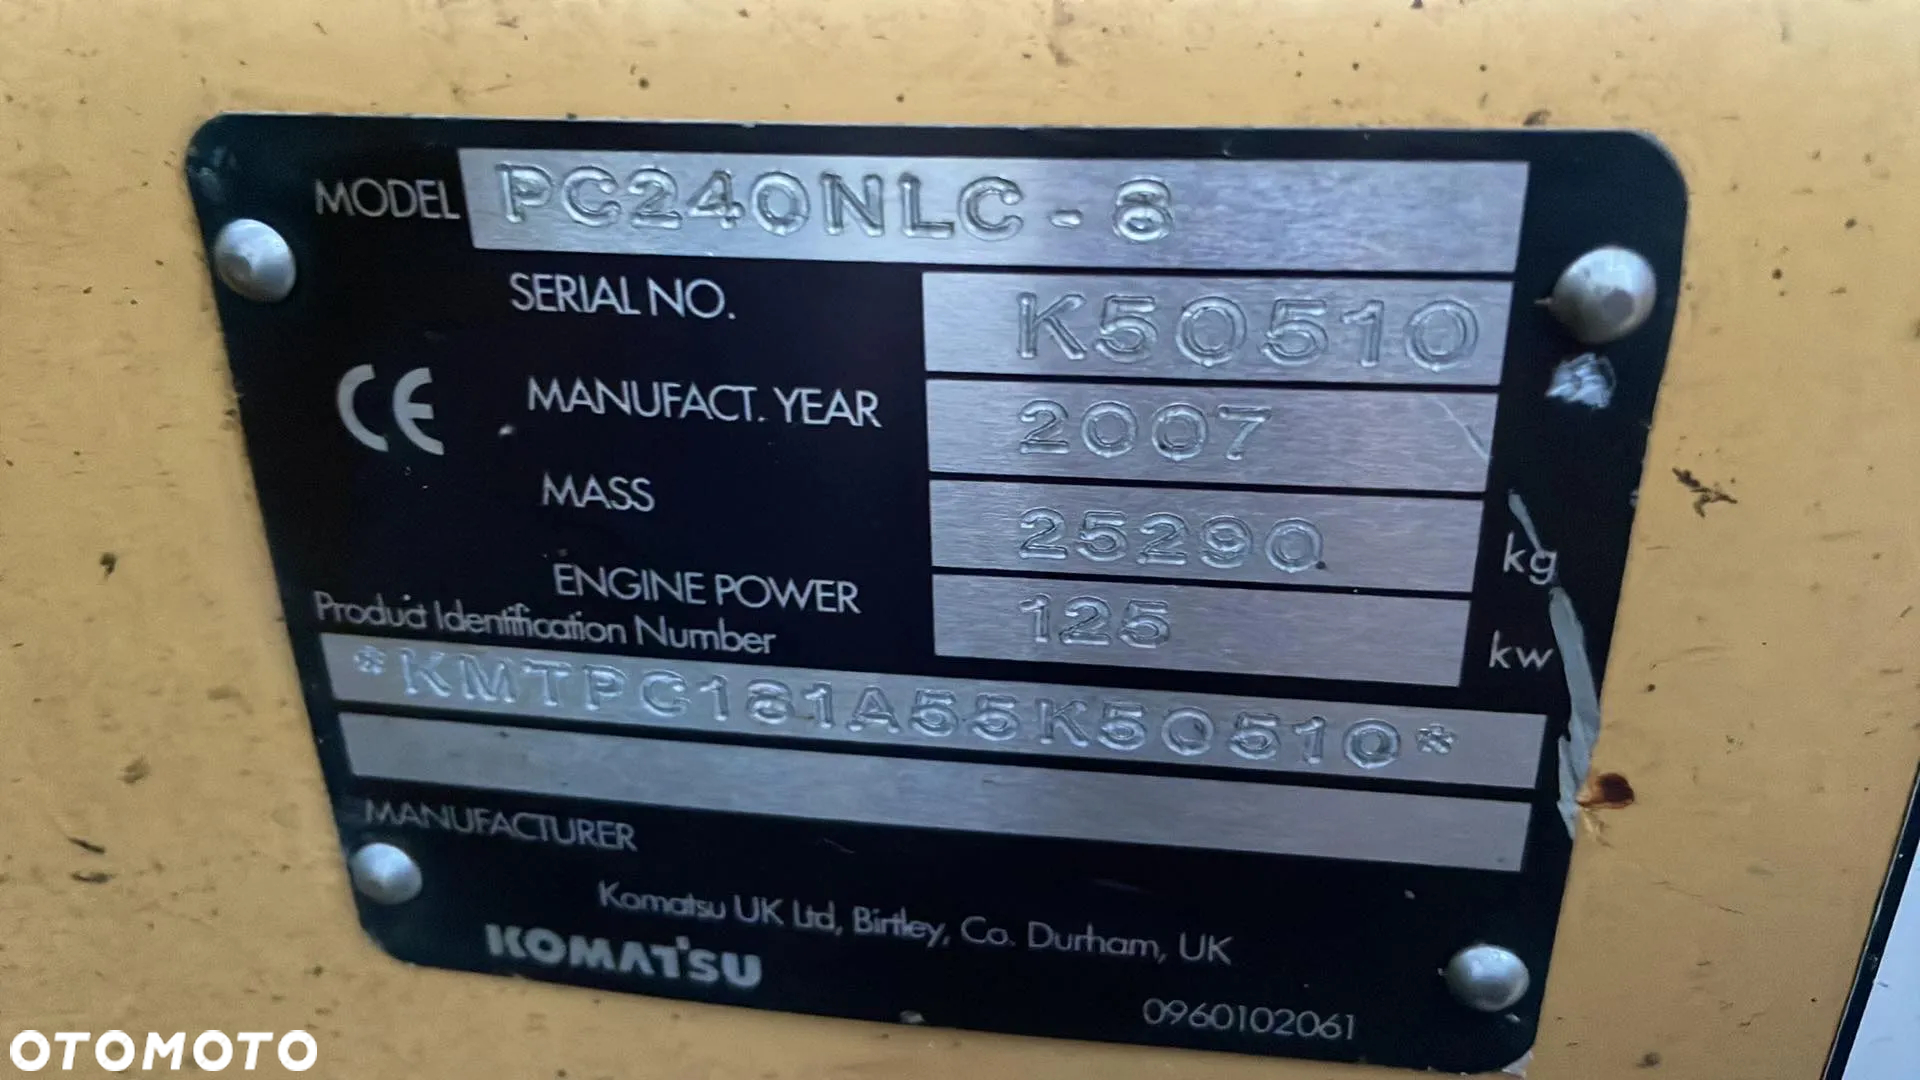 MODEL PC240NLC-8
SERIAL NO. K50510
CE MANUFACT. YEAR 2007
MASS 25290 kg
ENGINE POWER 125 kw
Product Identification Number
*KMTPC181A55K50510*
MANUFACTURER
Komatsu UK Ltd, Birtley, Co. Durham, UK
KOMATSU
0960102061
OTOMOTO